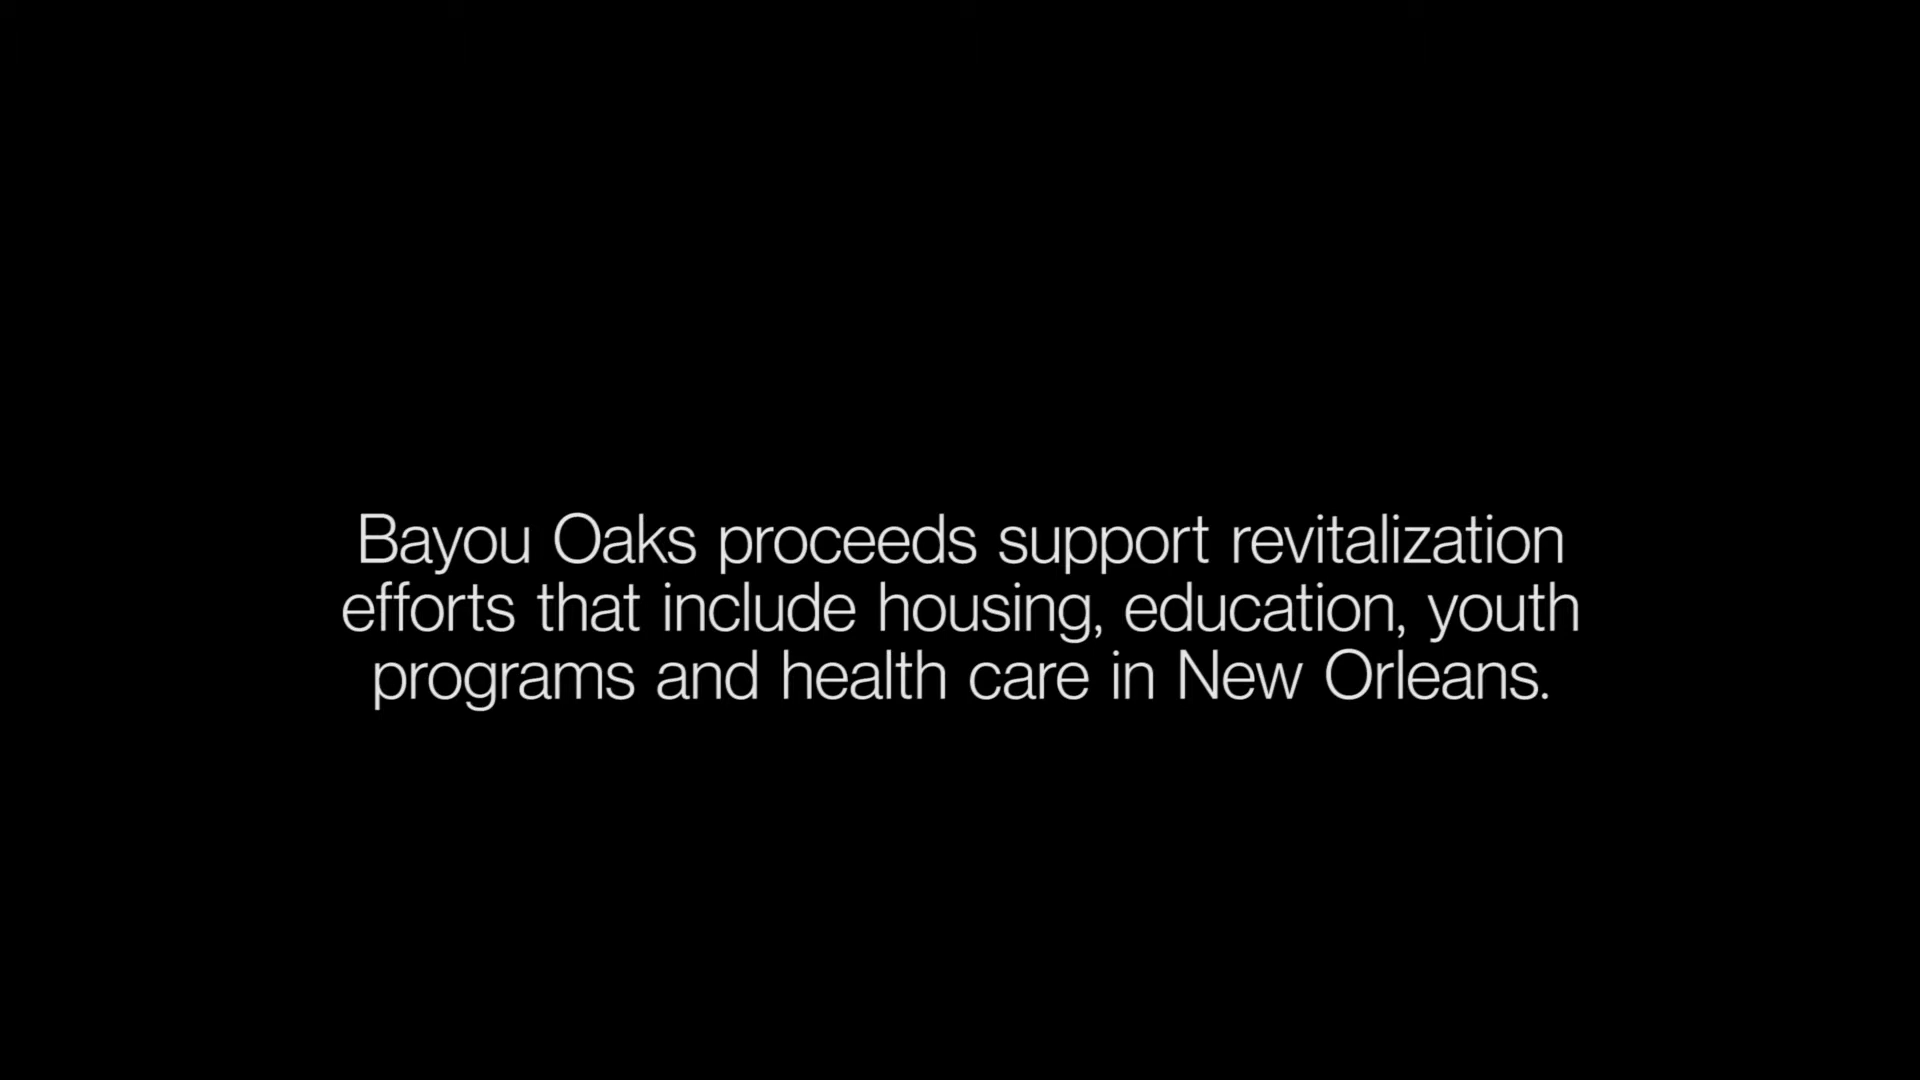 Bayou Oaks proceeds support revitalization
efforts that include housing, education, youth
programs and health care in New Orleans.